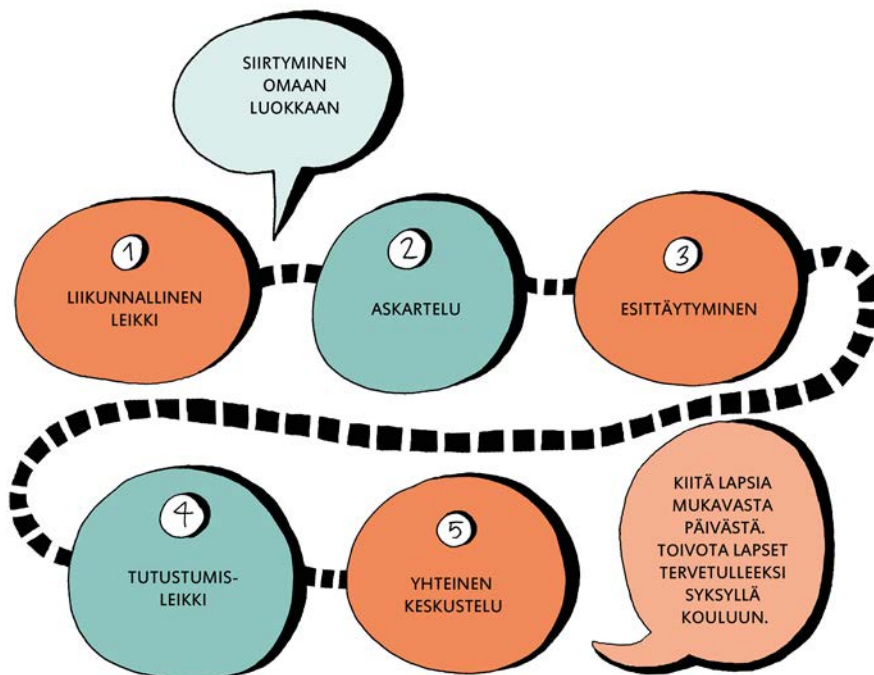 SIIRTYMINEN
OMAAN
LUOKKAAN
1
LIIKUNNALLINEN
LEIKKI
2
ASKARTELU
3
ESITTÄYTYMINEN
4
TUTUSTUMIS-
LEIKKI
5
YHTEINEN
KESKUSTELU
KIITÄ LAPSIA
MUKAVASTA
PÄIVÄSTÄ.
TOIVOTA LAPSET
TERVETULLEEKSI
SYKSYLLÄ
KOULUUN.